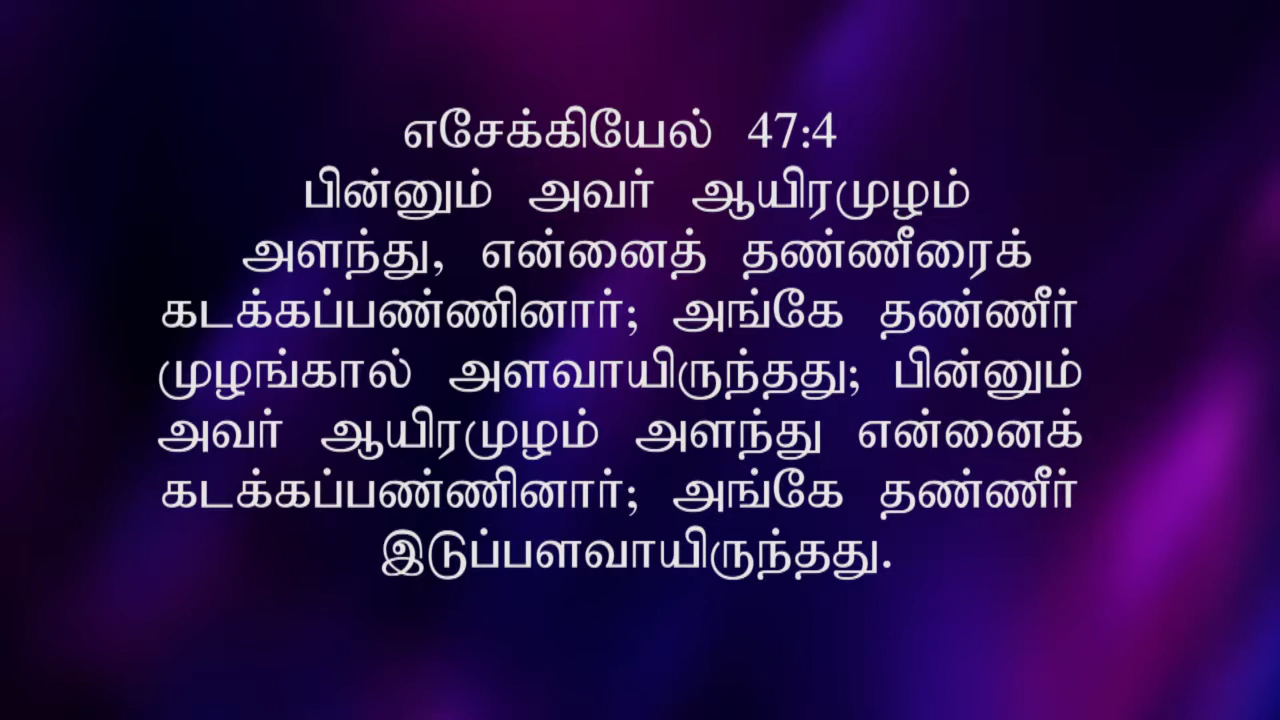 எசேக்கியேல் 47:4
பின்னும் அவர் ஆயிரமுழம்
அளந்து, என்னைத் தண்ணீரைக்
கடக்கப்பண்ணினார்; அங்கே தண்ணீர்
முழங்கால் அளவாயிருந்தது; பின்னும்
அவர் ஆயிரமுழம் அளந்து என்னைக்
கடக்கப்பண்ணினார்; அங்கே தண்ணீர்
இடுப்பளவாயிருந்தது.